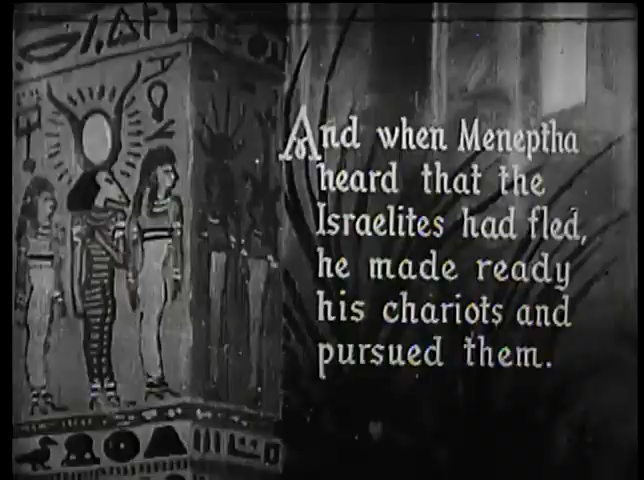 And when Meneptha
heard that the
Israelites had fled,
he made ready
his chariots and
pursued them.